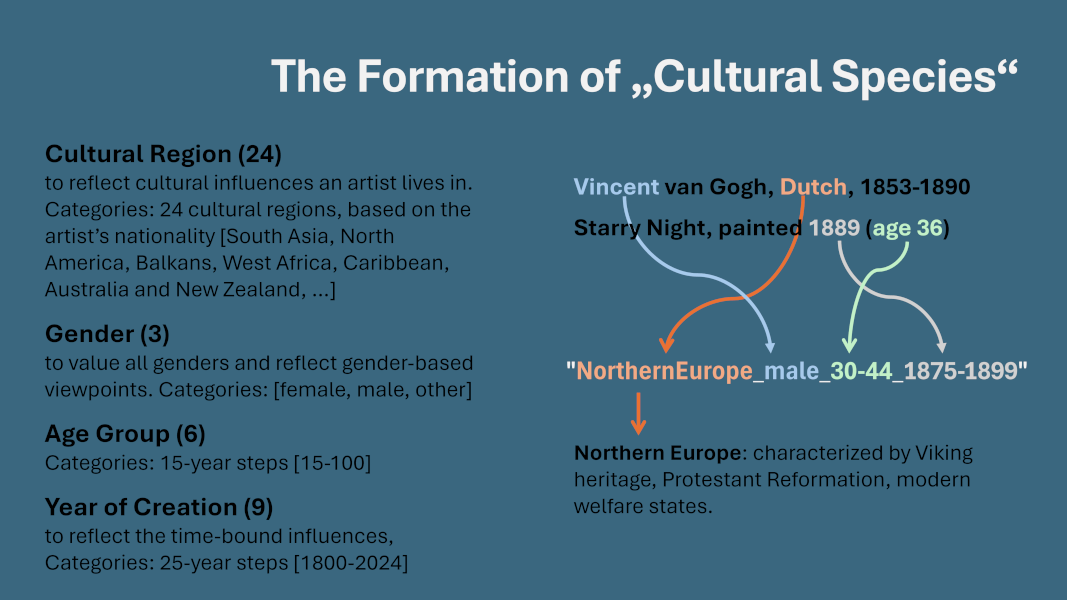 The Formation of „Cultural Species“
Cultural Region (24)
to reflect cultural influences an artist lives in.
Categories: 24 cultural regions, based on the
artist’s nationality [South Asia, North
America, Balkans, West Africa, Caribbean,
Australia and New Zealand, ...]
Gender (3)
to value all genders and reflect gender-based
viewpoints. Categories: [female, male, other]
Age Group (6)
Categories: 15-year steps [15-100]
Year of Creation (9)
to reflect the time-bound influences,
Categories: 25-year steps [1800-2024]
Vincent van Gogh, Dutch, 1853-1890
Starry Night, painted 1889 (age 36)
"NorthernEurope_male_30-44_1875-1899"
Northern Europe: characterized by Viking
heritage, Protestant Reformation, modern
welfare states.